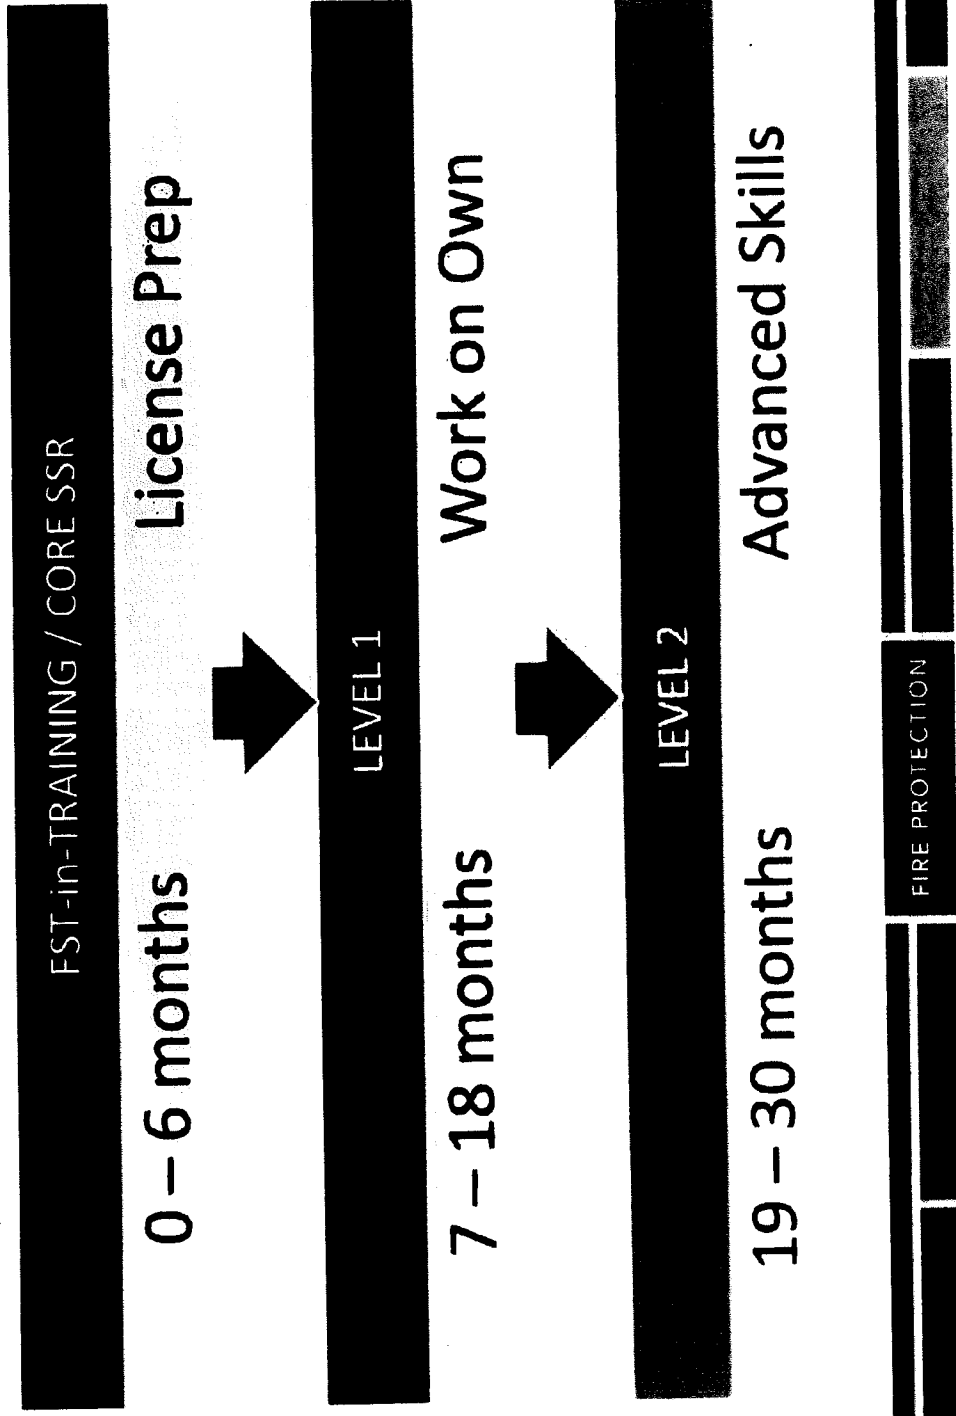 FST-in-TRAINING / CORE SSR
0 – 6 months License Prep
LEVEL 1
7 – 18 months Work on Own
LEVEL 2
19 – 30 months Advanced Skills
FIRE PROTECTION